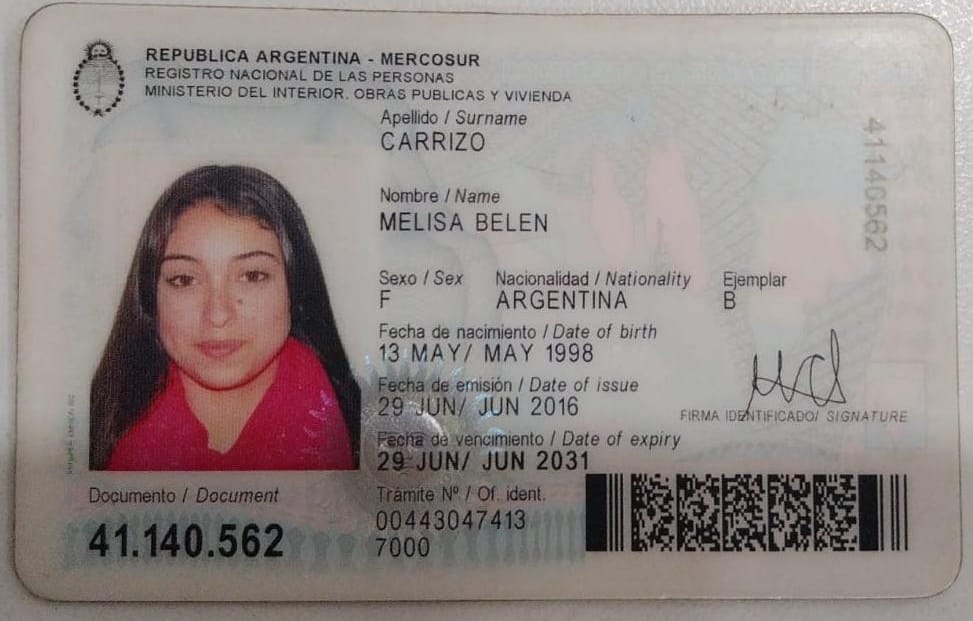 REPUBLICA ARGENTINA - MERCOSUR
REGISTRO NACIONAL DE LAS PERSONAS
MINISTERIO DEL INTERIOR, OBRAS PUBLICAS Y VIVIENDA
Apellido / Surname
CARRIZO
Nombre / Name
MELISA BELEN
Sexo / Sex Nacionalidad / Nationality Ejemplar
F ARGENTINA B
Fecha de nacimiento / Date of birth
13 MAY/ MAY 1998
Fecha de emisión / Date of issue
29 JUN/ JUN 2016
FIRMA IDENTIFICADO/ SIGNATURE
Fecha de vencimiento / Date of expiry
29 JUN/ JUN 2031
Documento / Document
41.140.562
Trámite Nº / Of. ident.
00443047413
7000
41140562